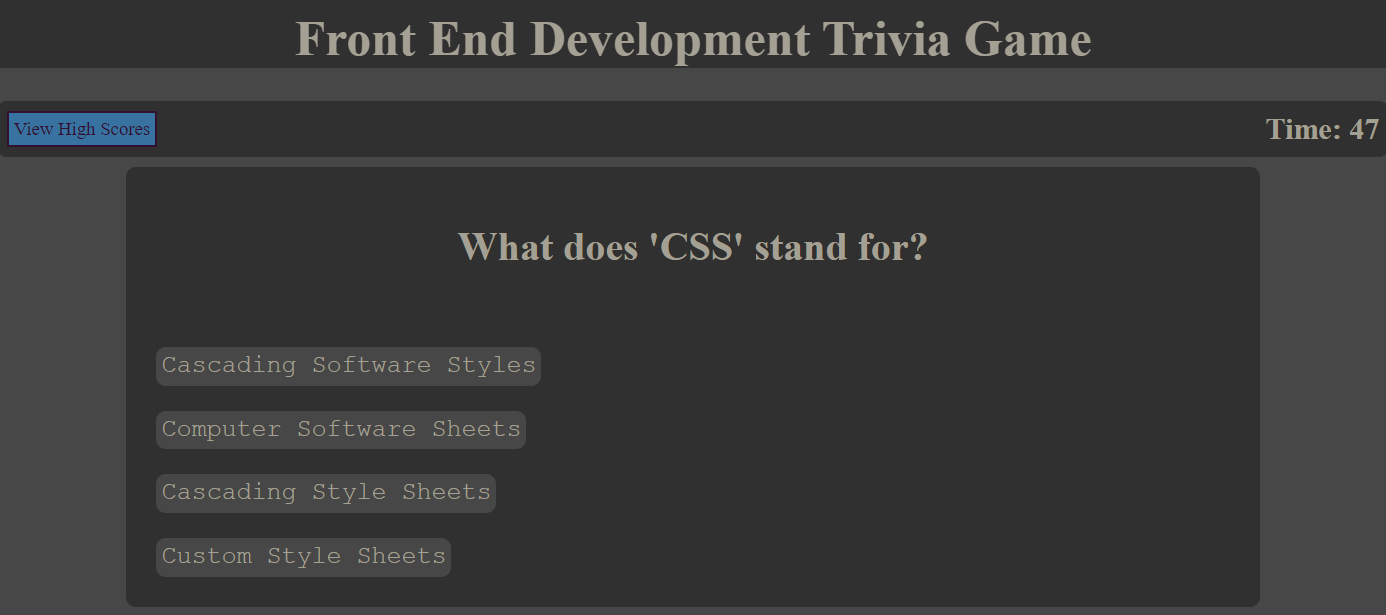 Front End Development Trivia Game
View High Scores
Time: 47
What does 'CSS' stand for?
Cascading Software Styles
Computer Software Sheets
Cascading Style Sheets
Custom Style Sheets